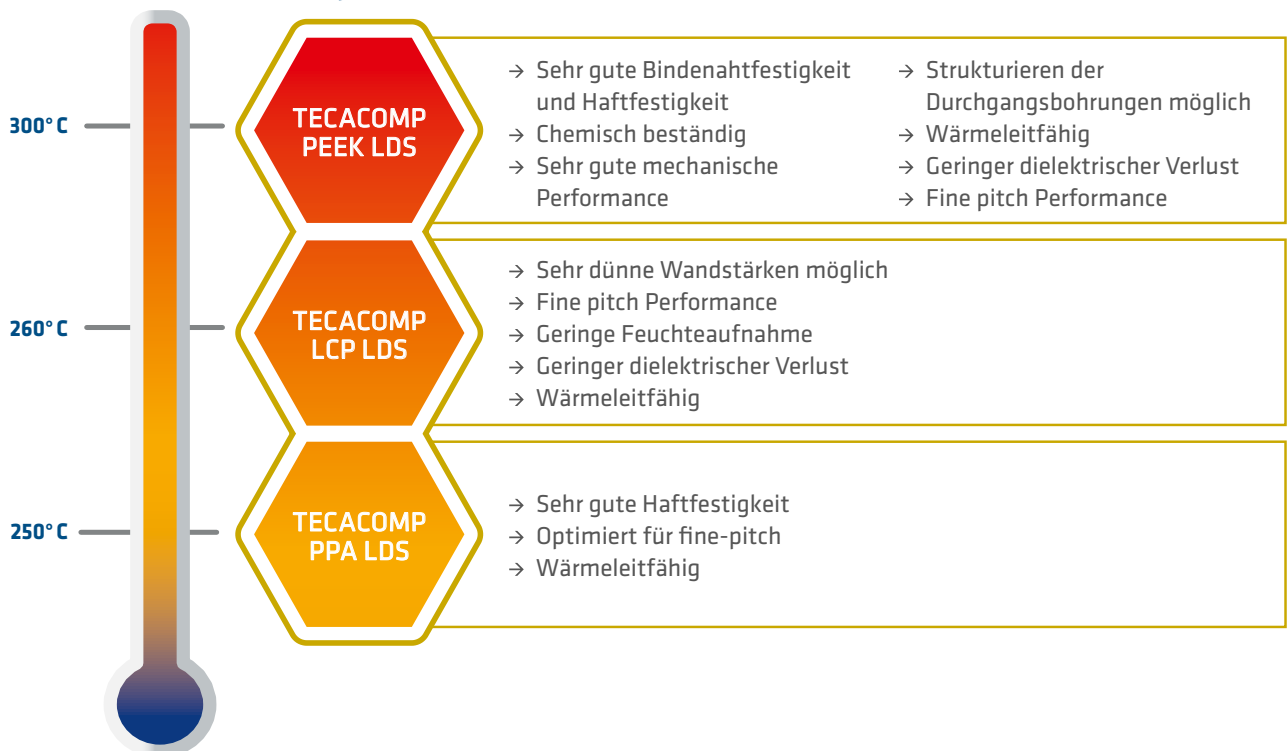 300° C
TECACOMP
PEEK LDS
→ Sehr gute Bindenahtfestigkeit
und Haftfestigkeit
→ Chemisch beständig
→ Sehr gute mechanische
Performance
→ Strukturieren der
Durchgangsbohrungen möglich
→ Wärmeleitfähig
→ Geringer dielektrischer Verlust
→ Fine pitch Performance
260° C
TECACOMP
LCP LDS
→ Sehr dünne Wandstärken möglich
→ Fine pitch Performance
→ Geringe Feuchteaufnahme
→ Geringer dielektrischer Verlust
→ Wärmeleitfähig
250° C
TECACOMP
PPA LDS
→ Sehr gute Haftfestigkeit
→ Optimiert für fine-pitch
→ Wärmeleitfähig